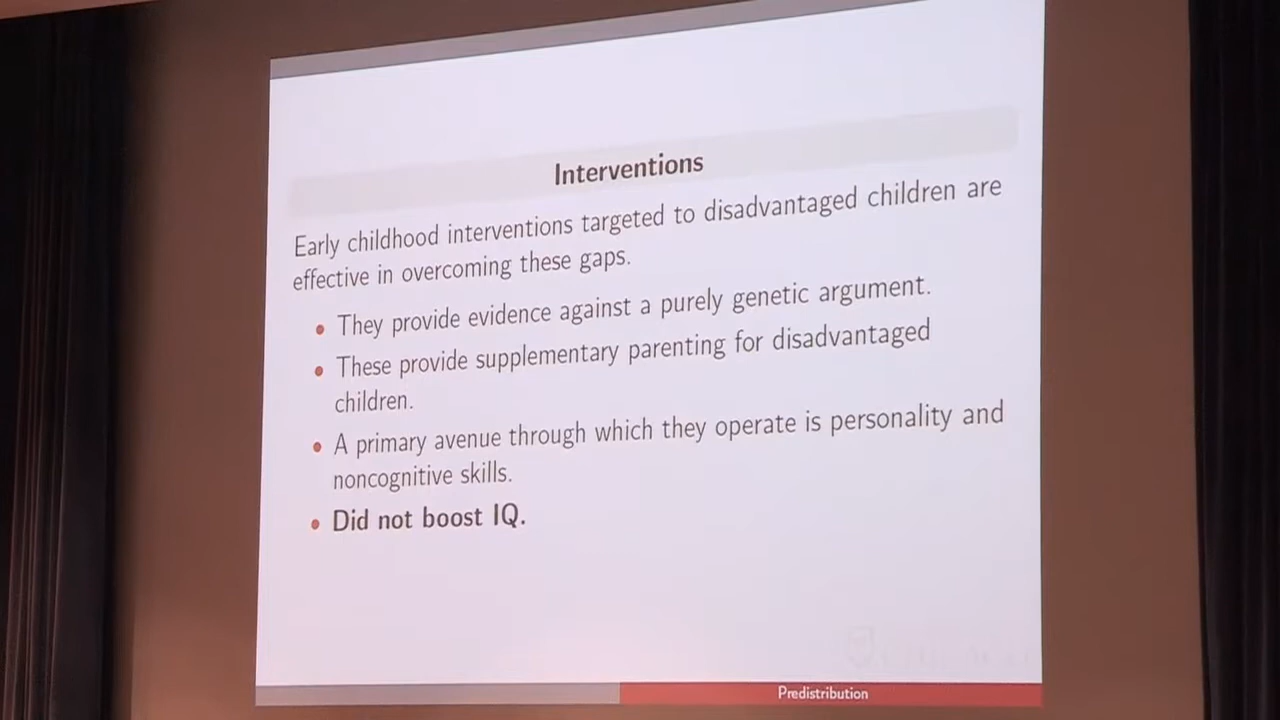 Interventions
Early childhood interventions targeted to disadvantaged children are
effective in overcoming these gaps.
• They provide evidence against a purely genetic argument.
• These provide supplementary parenting for disadvantaged
children.
• A primary avenue through which they operate is personality and
noncognitive skills.
• Did not boost IQ.
Predistribution